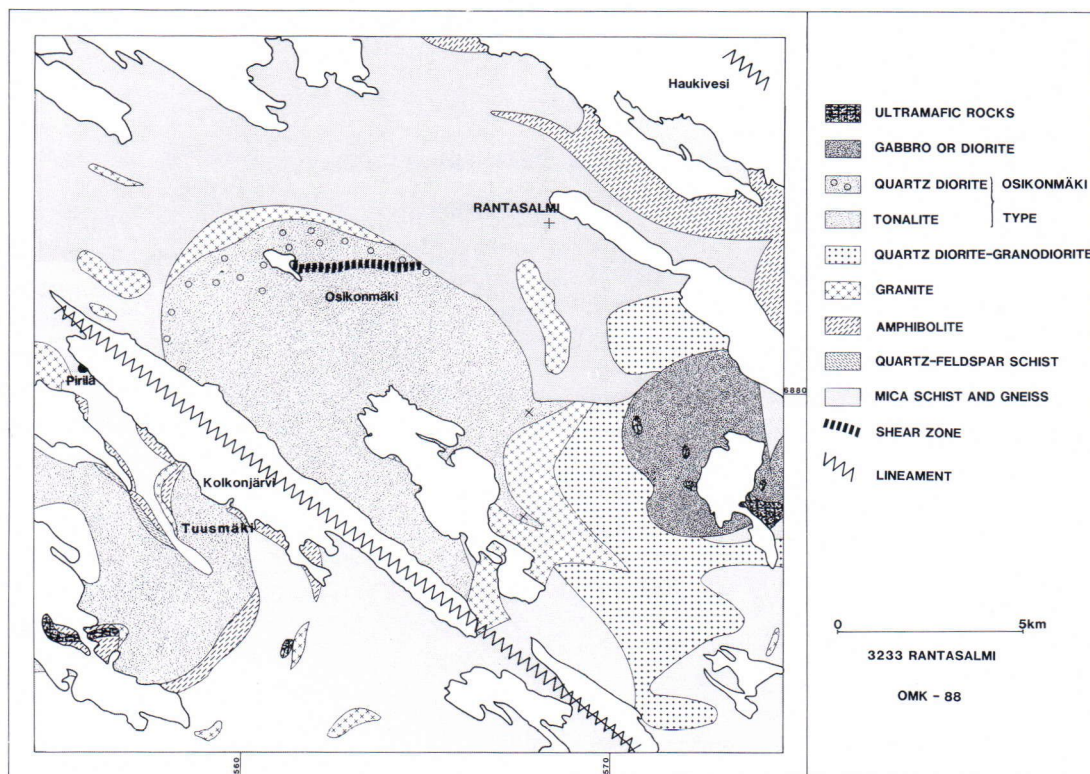 Haukivesi
RANTASALMI
Osikonmäki
Pirilä
Kolkonjärvi
Tuusmäki
6880
560
570
ULTRAMAFIC ROCKS
GABBRO OR DIORITE
QUARTZ DIORITE
OSIKONMÄKI
TONALITE
TYPE
QUARTZ DIORITE-GRANODIORITE
GRANITE
AMPHIBOLITE
QUARTZ-FELDSPAR SCHIST
MICA SCHIST AND GNEISS
SHEAR ZONE
LINEAMENT
0 5km
3233 RANTASALMI
OMK - 88